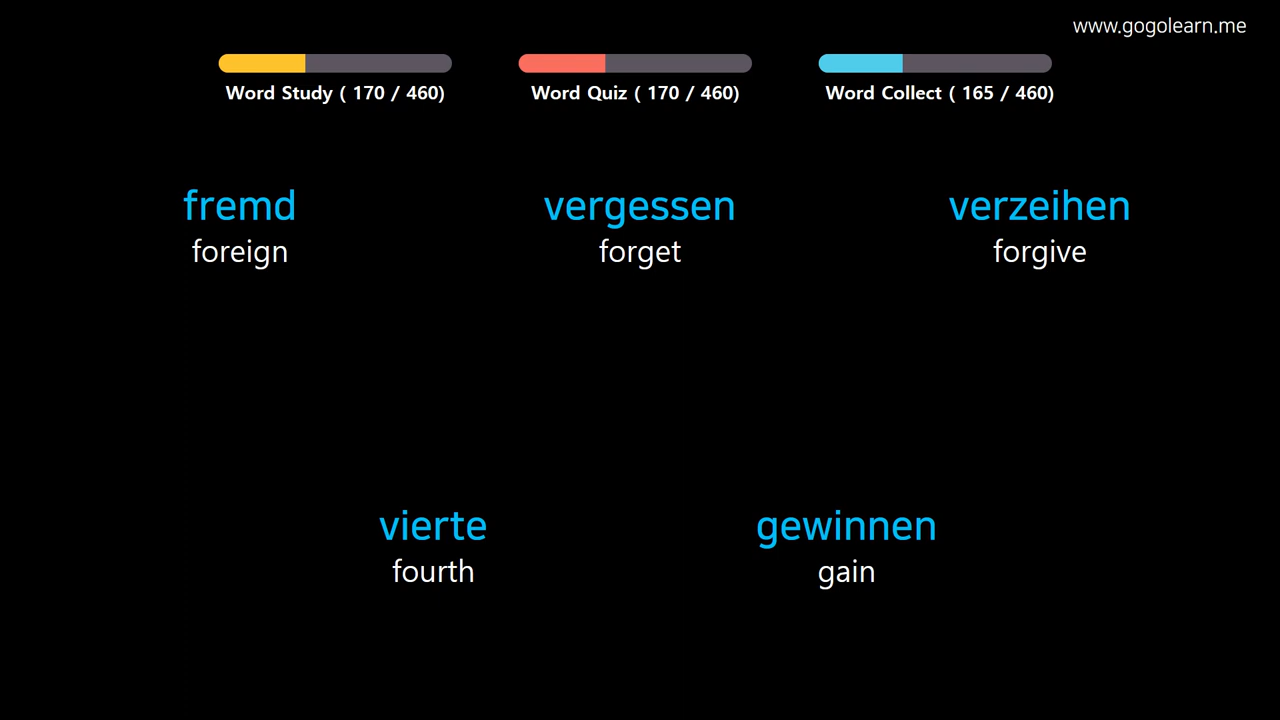 www.gogolearn.me
Word Study ( 170 / 460)
Word Quiz ( 170 / 460)
Word Collect ( 165 / 460)
fremd
foreign
vergessen
forget
verzeihen
forgive
vierte
fourth
gewinnen
gain